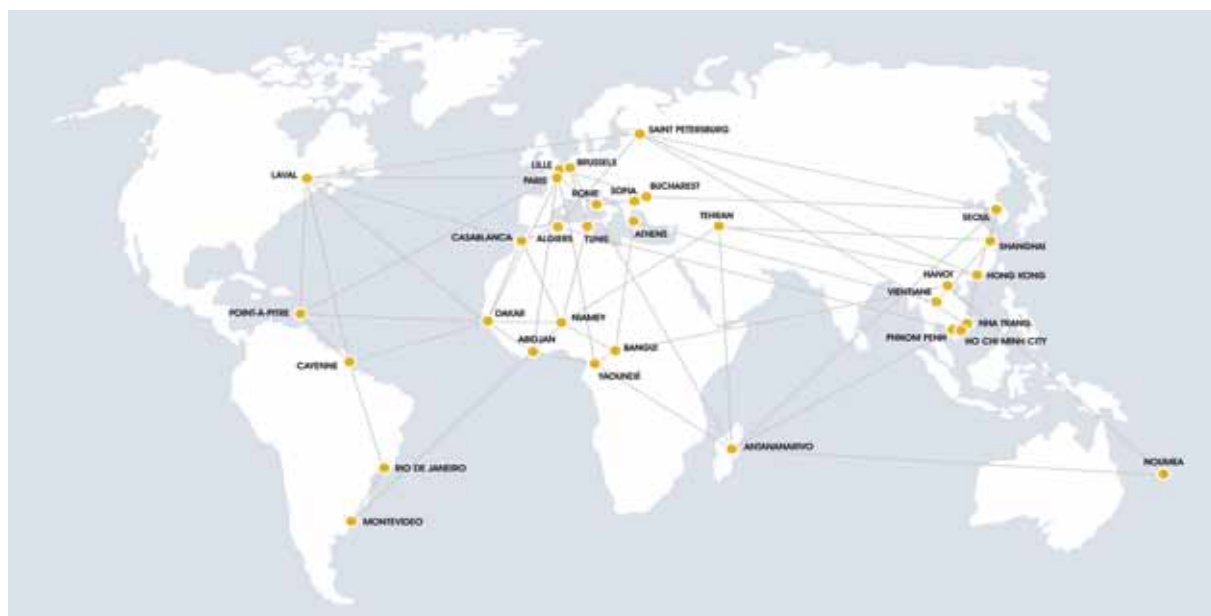 SAINT PETERSBURG
LILLE
BRUSSELS
LAVAL
PARIS
ROME
SOFIA
BUCHAREST
SEOUL
TEHRAN
CASABLANCA
ALGIERS
TUNIS
ATHENS
SHANGHAI
HANOI
HONG KONG
VIENTIANE
POINT-À-PITRE
DAKAR
NIAMEY
NHA TRANG
PHNOM PENH
HO CHI MINH CITY
ABIDJAN
BANGUI
CAYENNE
YAOUNDÉ
ANTANANARIVO
NOUMEA
RIO DE JANEIRO
MONTEVIDEO